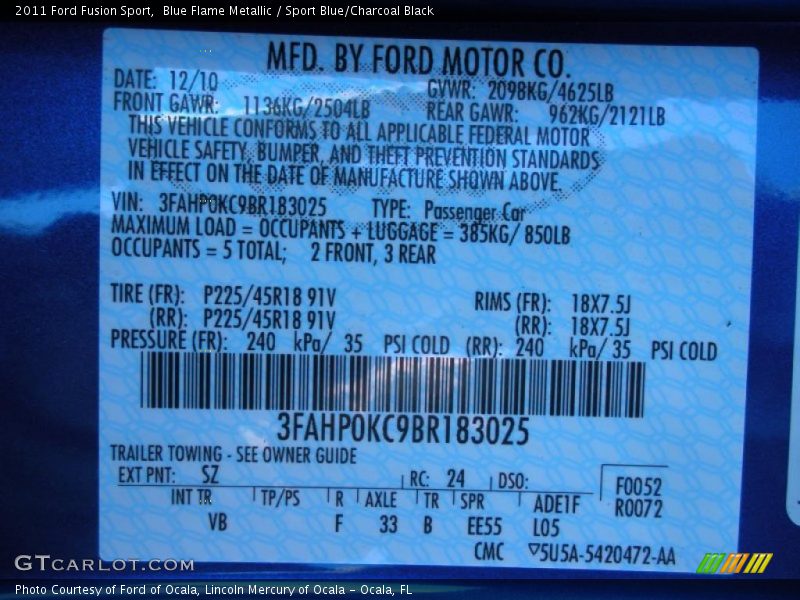 2011 Ford Fusion Sport,  Blue Flame Metallic / Sport Blue/Charcoal Black
MFD. BY FORD MOTOR CO.
DATE: 12/10 GVWR: 2098KG/4625LB
FRONT GAWR: 1136KG/2504LB REAR GAWR: 962KG/2121LB
THIS VEHICLE CONFORMS TO ALL APPLICABLE FEDERAL MOTOR
VEHICLE SAFETY, BUMPER, AND THEFT PREVENTION STANDARDS
IN EFFECT ON THE DATE OF MANUFACTURE SHOWN ABOVE.
VIN: 3FAHP0KC9BR183025 TYPE: Passenger Car
MAXIMUM LOAD = OCCUPANTS + LUGGAGE = 385KG/ 850LB
OCCUPANTS = 5 TOTAL; 2 FRONT, 3 REAR
TIRE (FR): P225/45R18 91V RIMS (FR): 18X7.5J
(RR): P225/45R18 91V (RR): 18X7.5J
PRESSURE (FR): 240 kPa/ 35 PSI COLD (RR): 240 kPa/ 35 PSI COLD
3FAHP0KC9BR183025
TRAILER TOWING - SEE OWNER GUIDE
EXT PNT: SZ RC: 24 DSO: F0052
INT TR TP/PS R AXLE TR SPR ADE1F R0072
VB F 33 B EE55 L05
CMC ▽5U5A-5420472-AA
GTCARLOT.COM
Photo Courtesy of Ford of Ocala, Lincoln Mercury of Ocala – Ocala, FL